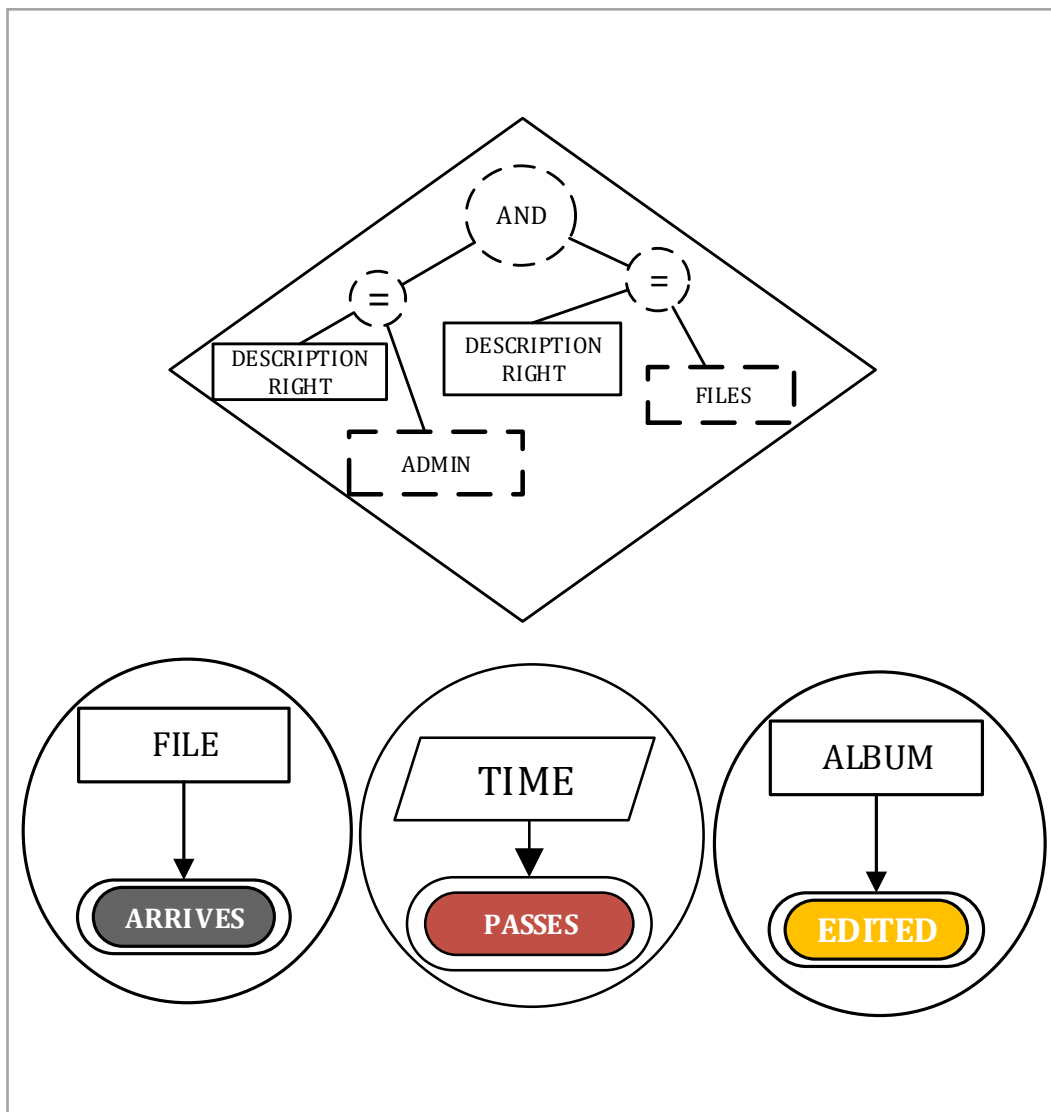 AND
=
=
DESCRIPTION
RIGHT
DESCRIPTION
RIGHT
FILES
ADMIN
FILE
TIME
ALBUM
ARRIVES
PASSES
EDITED